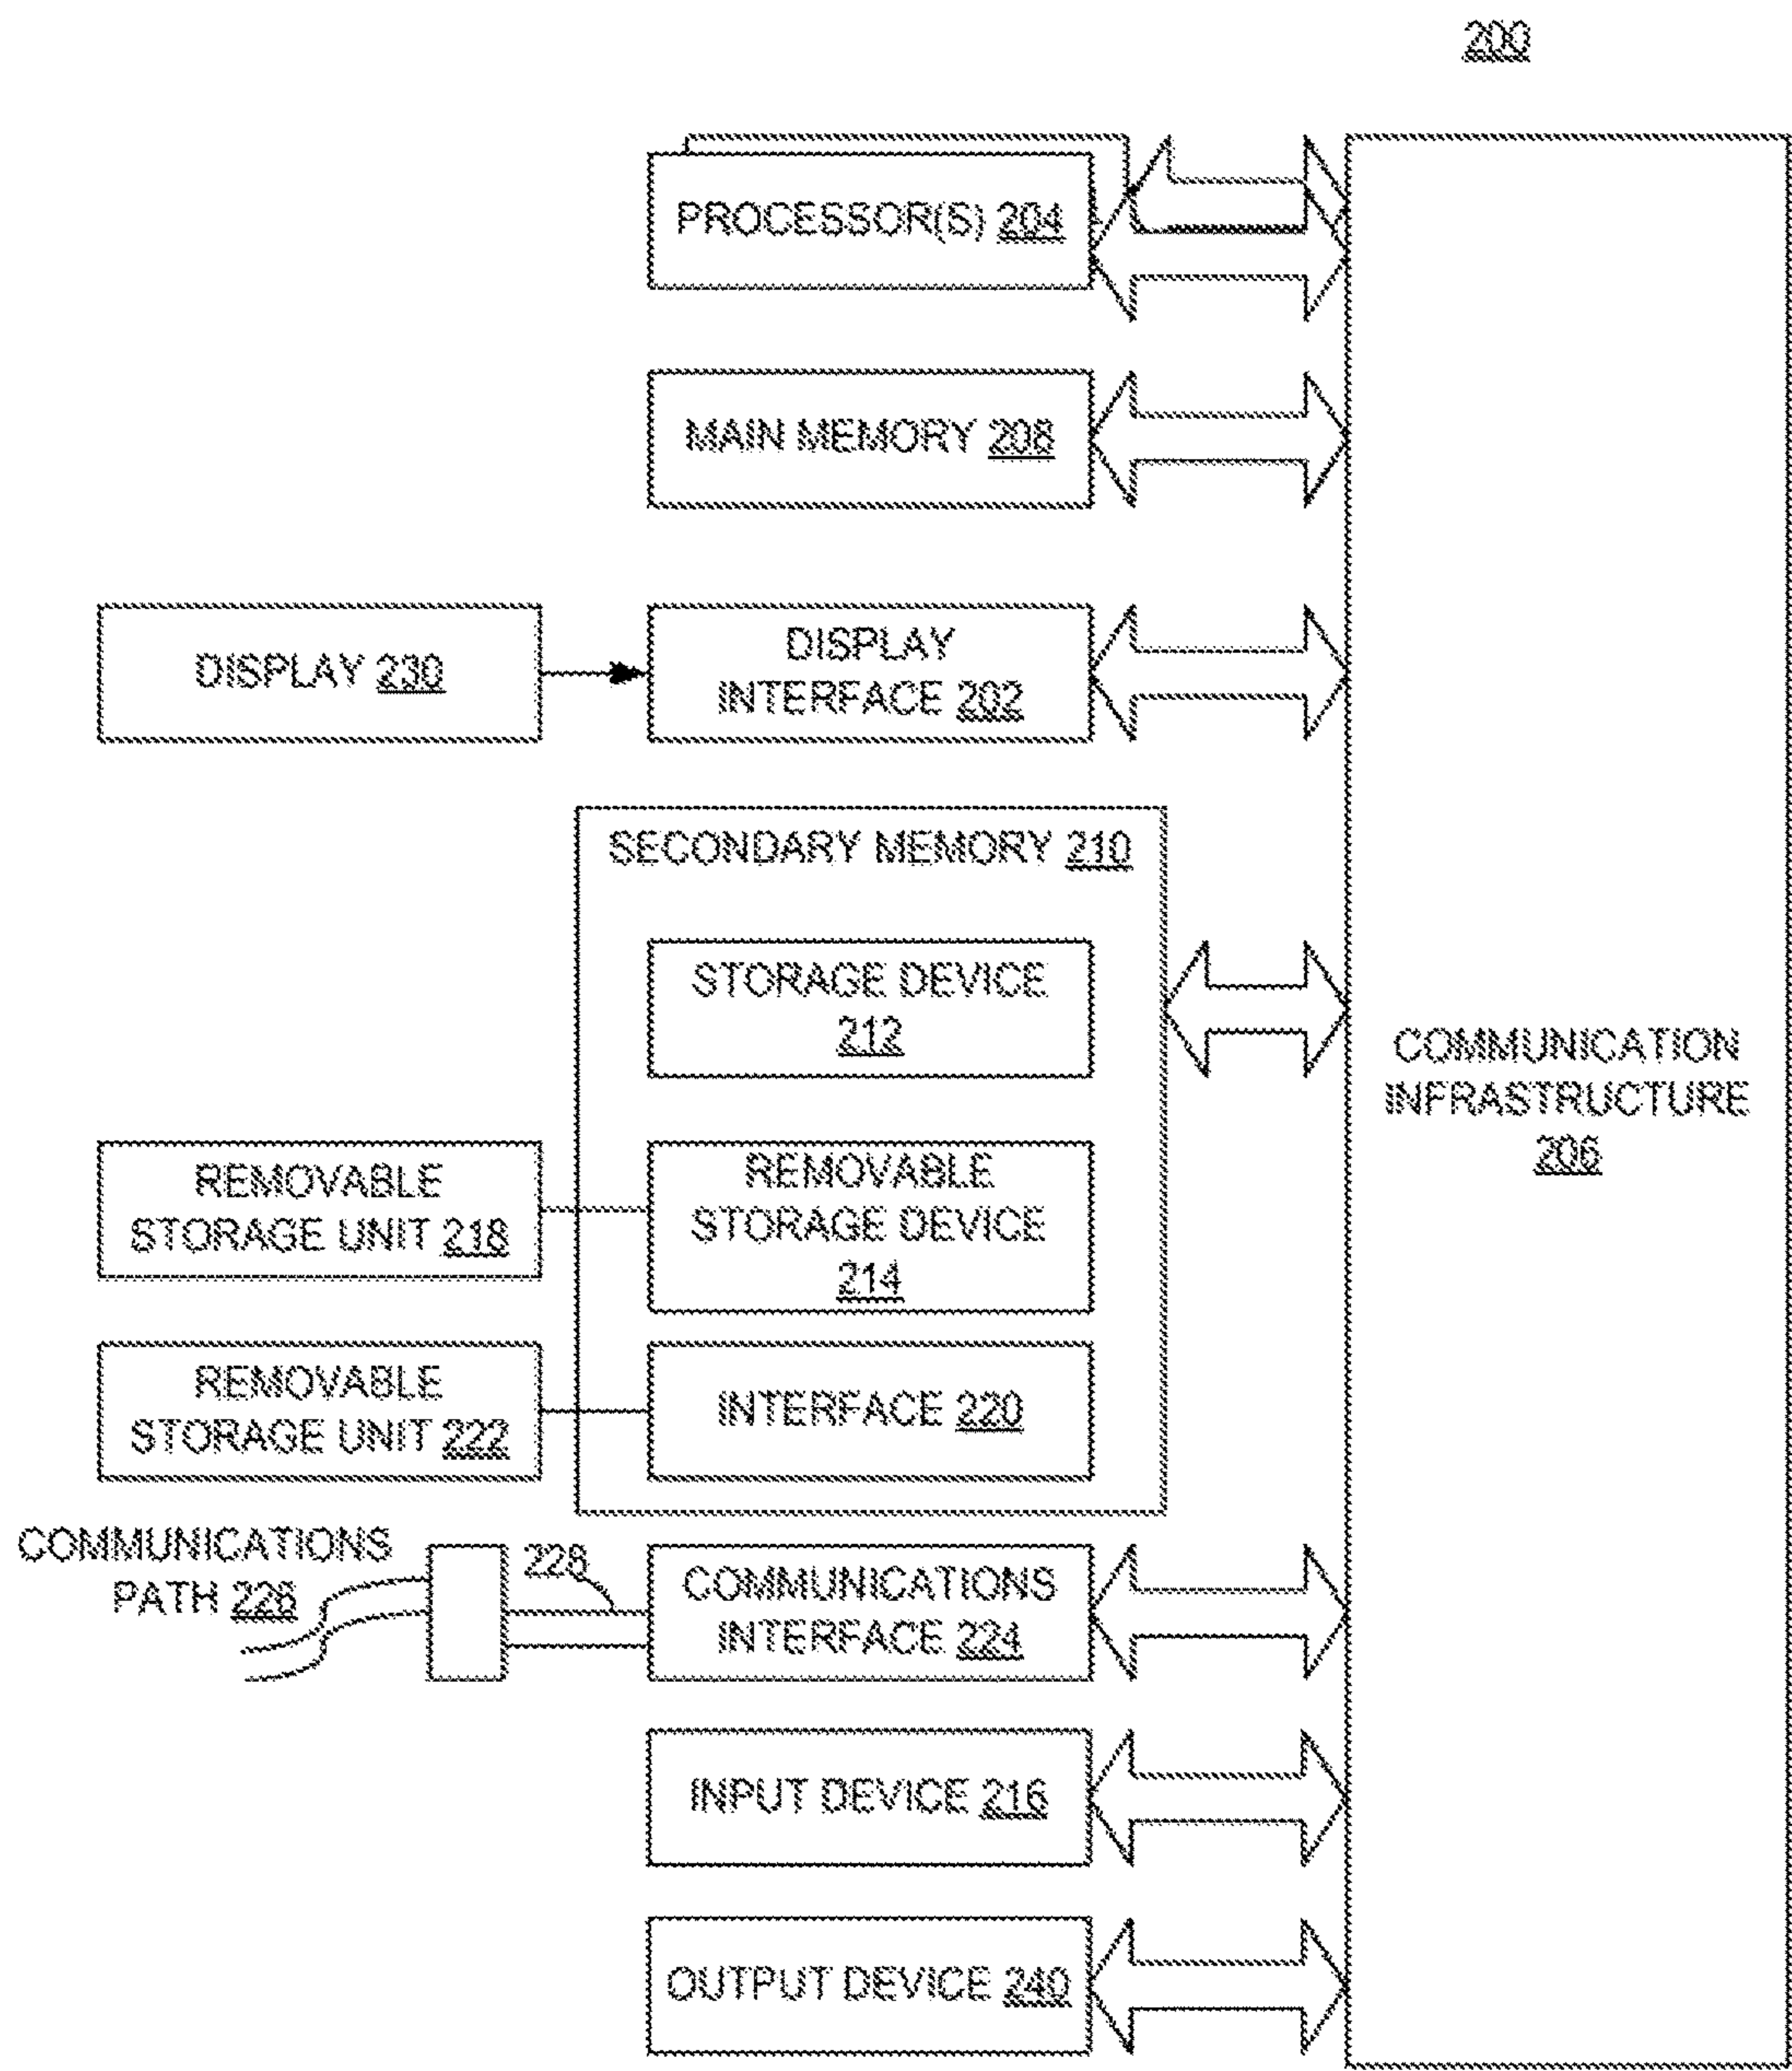 200
PROCESSOR(S) 204
MAIN MEMORY 208
DISPLAY 230
DISPLAY
INTERFACE 202
SECONDARY MEMORY 210
STORAGE DEVICE
212
COMMUNICATION
INFRASTRUCTURE
206
REMOVABLE
STORAGE UNIT 218
REMOVABLE
STORAGE DEVICE
214
REMOVABLE
STORAGE UNIT 222
INTERFACE 220
COMMUNICATIONS
PATH 226
228
COMMUNICATIONS
INTERFACE 224
INPUT DEVICE 216
OUTPUT DEVICE 240